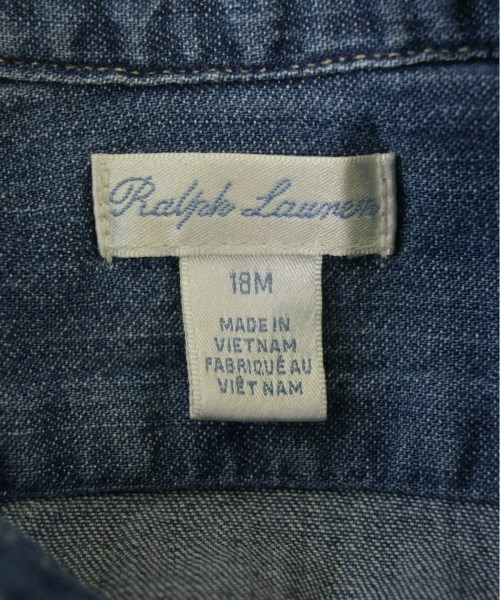 Ralph Lauren
18M
MADE IN
VIETNAM
FABRIQUÉ AU
VIÊT NAM